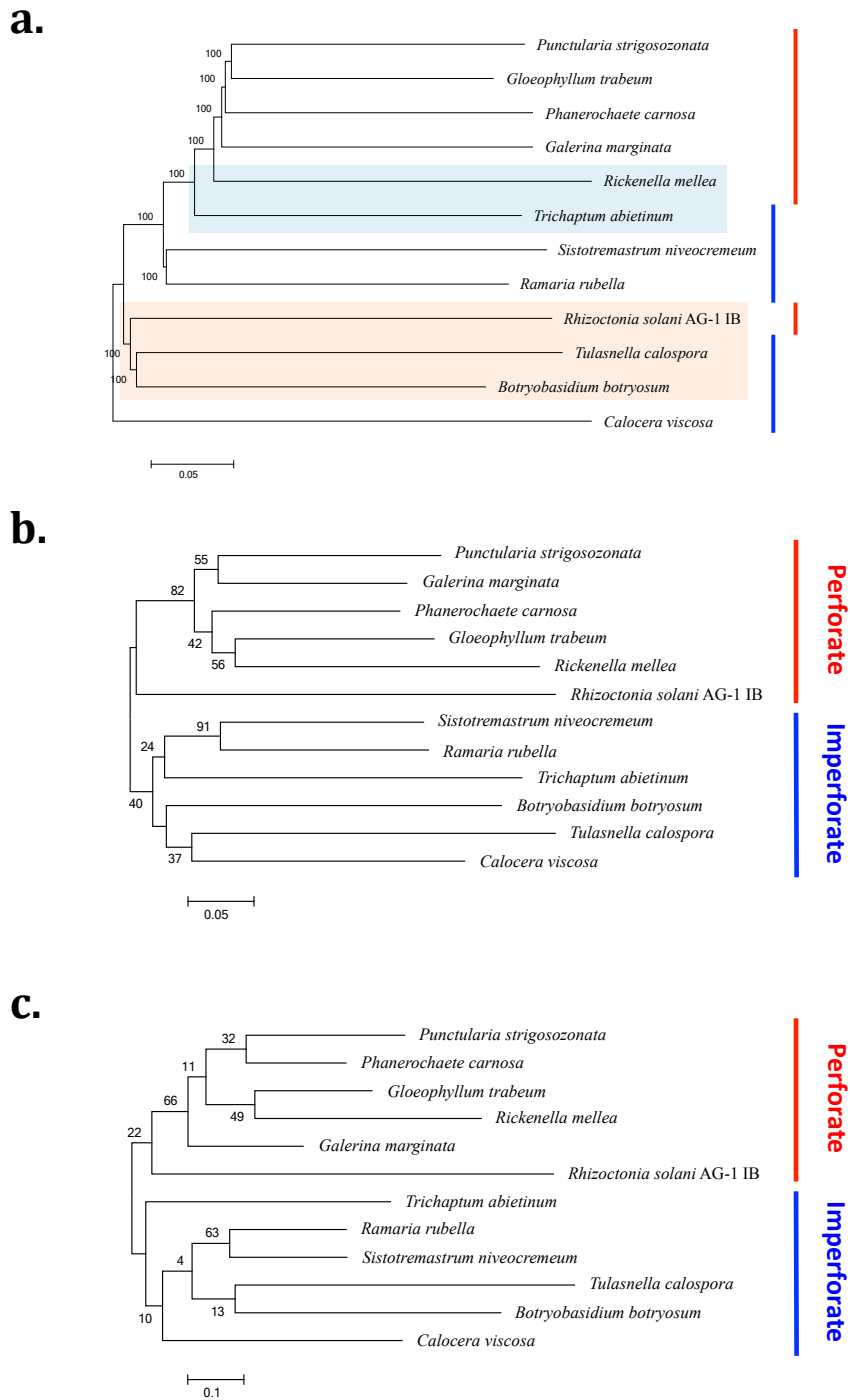 a.
100
Punctularia strigosozonata
100
Gloeophyllum trabeum
100
Phanerochaete carnosa
100
Galerina marginata
100
Rickenella mellea
100
Trichaptum abietinum
Sistotremastrum niveocremeum
100
Ramaria rubella
Rhizoctonia solani AG-1 IB
100
Tulasnella calospora
100
Botryobasidium botryosum
Calocera viscosa
0.05
b.
55
Punctularia strigosozonata
82
Galerina marginata
Phanerochaete carnosa
42
Gloeophyllum trabeum
56
Rickenella mellea
Rhizoctonia solani AG-1 IB
Perforate
91
Sistotremastrum niveocremeum
24
Ramaria rubella
Trichaptum abietinum
40
Botryobasidium botryosum
Tulasnella calospora
37
Calocera viscosa
Imperforate
0.05
c.
32
Punctularia strigosozonata
11
Phanerochaete carnosa
Gloeophyllum trabeum
66
49
Rickenella mellea
22
Galerina marginata
Rhizoctonia solani AG-1 IB
Perforate
Trichaptum abietinum
63
Ramaria rubella
4
Sistotremastrum niveocremeum
Tulasnella calospora
13
Botryobasidium botryosum
10
Calocera viscosa
Imperforate
0.1